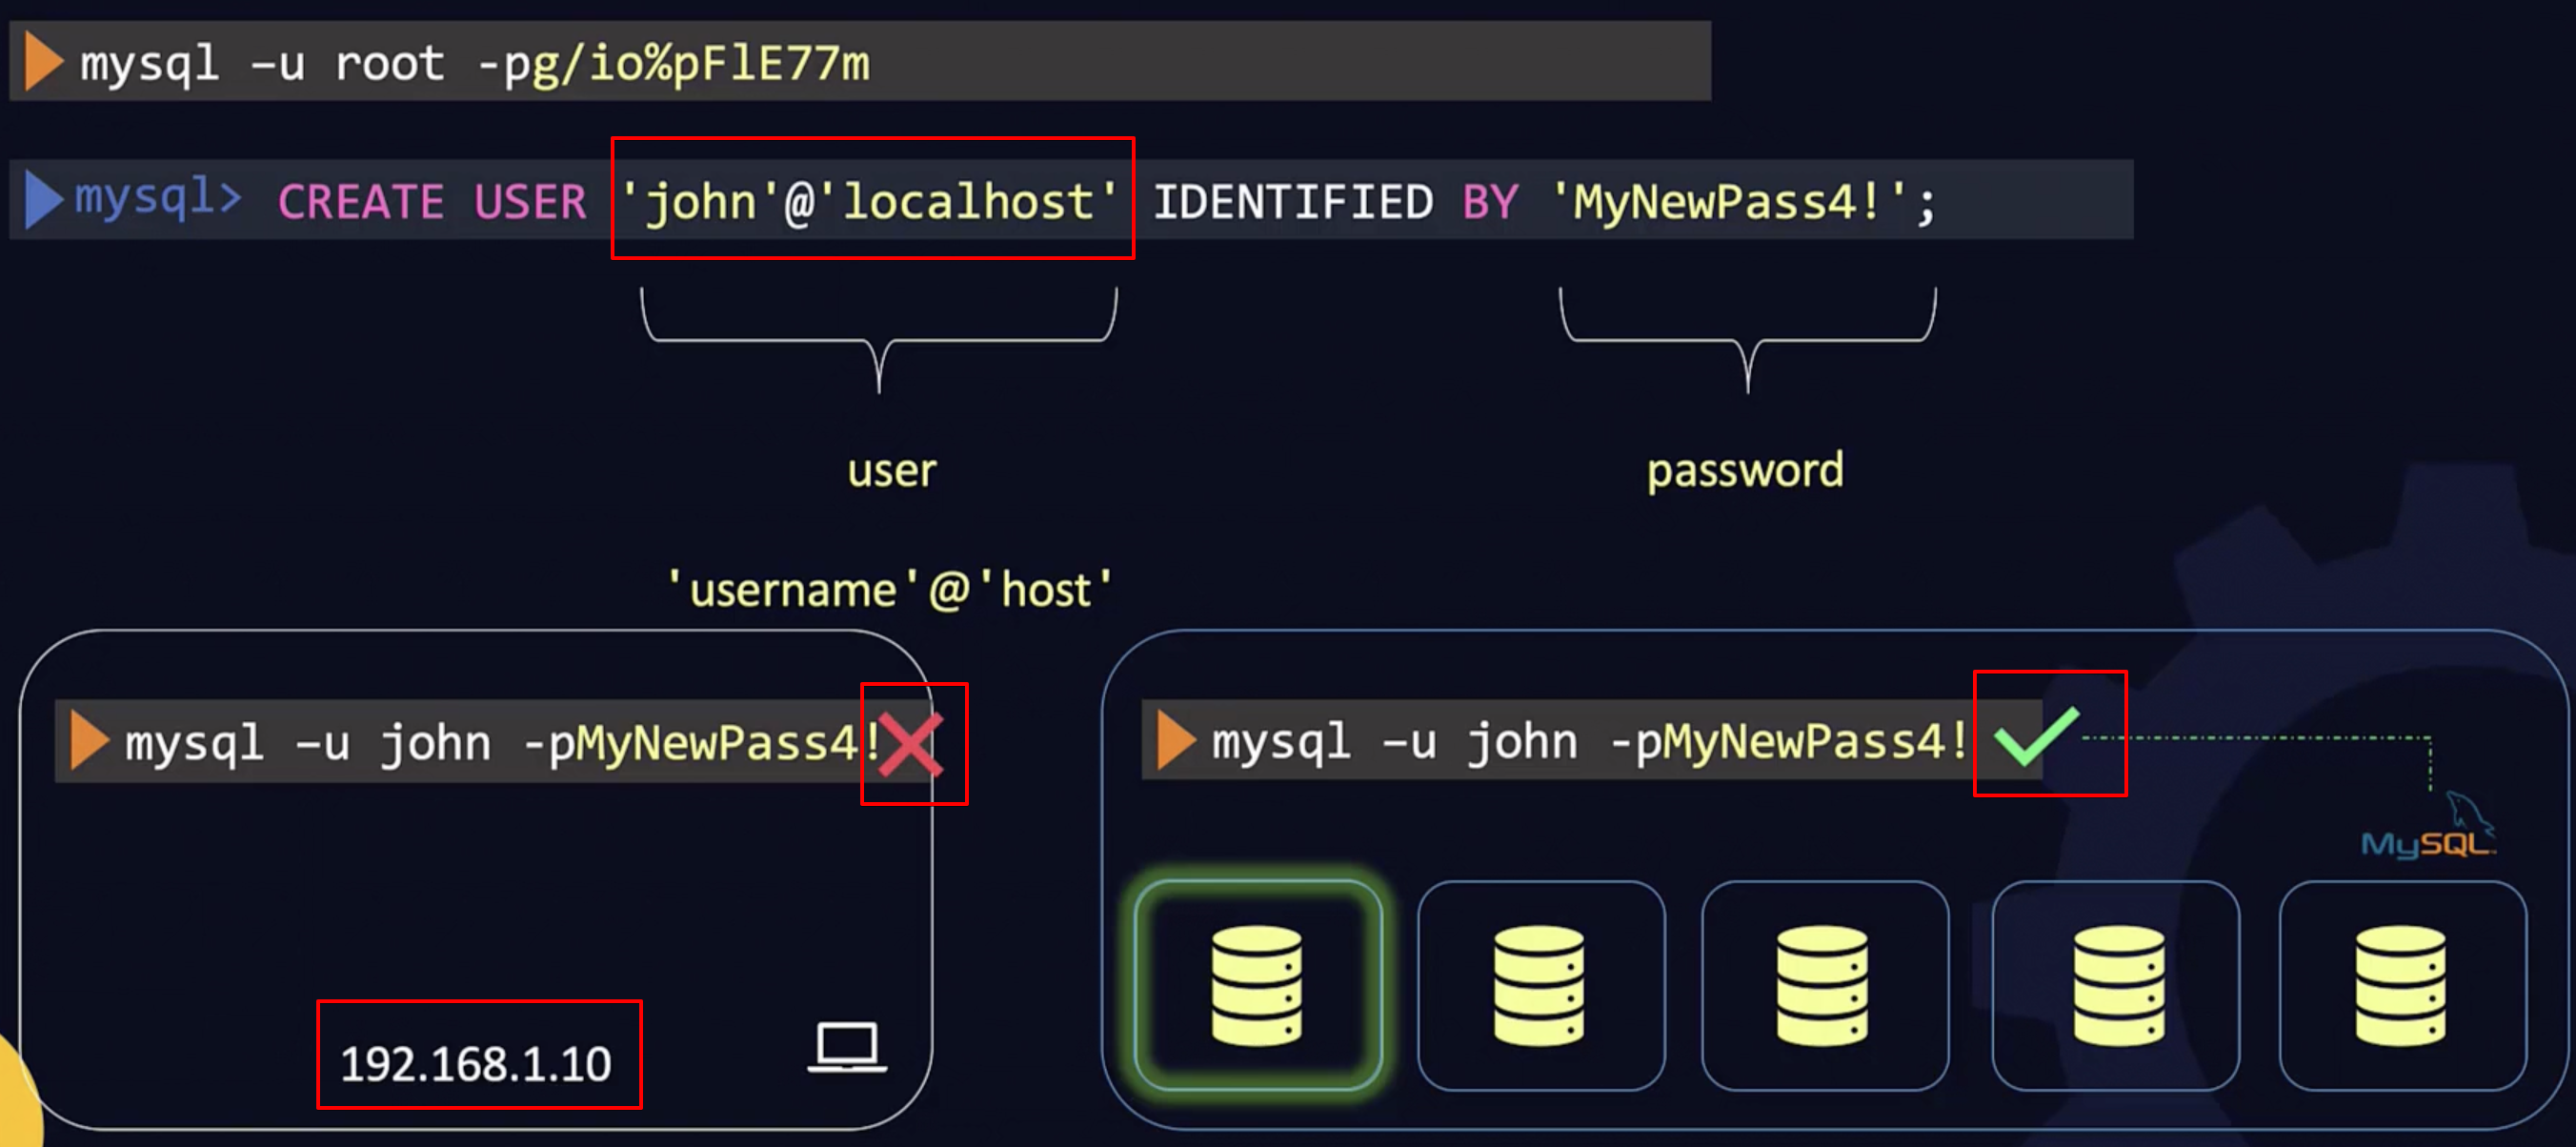 mysql –u root -pg/io%pFlE77m
mysql> CREATE USER 'john'@'localhost' IDENTIFIED BY 'MyNewPass4!';
user
password
'username'@'host'
mysql –u john -pMyNewPass4!
192.168.1.10
mysql –u john -pMyNewPass4!
MySQL